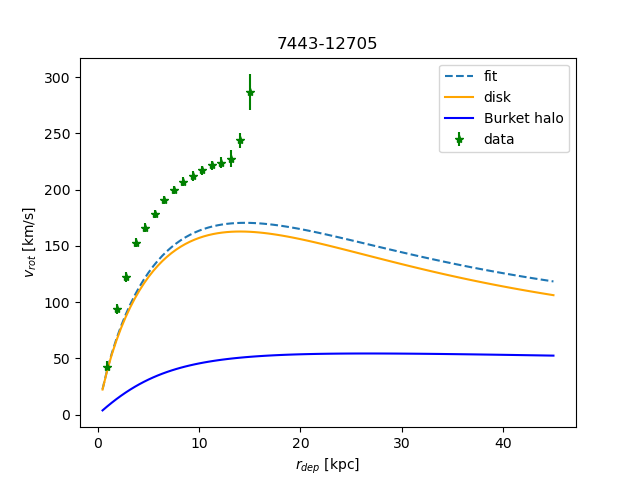 7443-12705
fit
disk
Burket halo
data
300
250
200
150
100
50
0
v_rot [km/s]
0 10 20 30 40
r_dep [kpc]